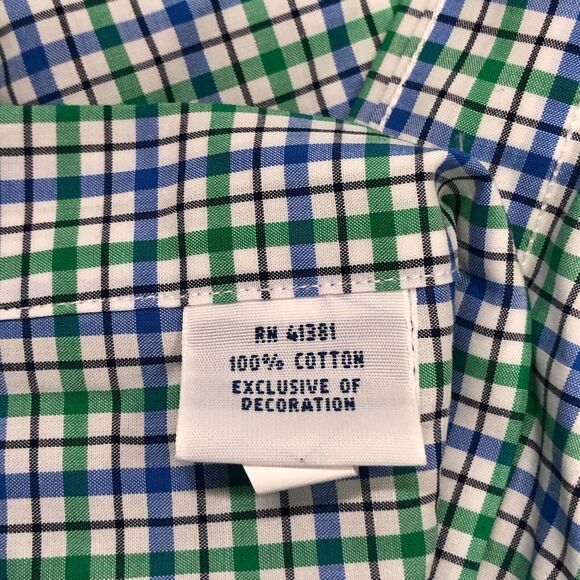 RN 41381
100% COTTON
EXCLUSIVE OF
DECORATION